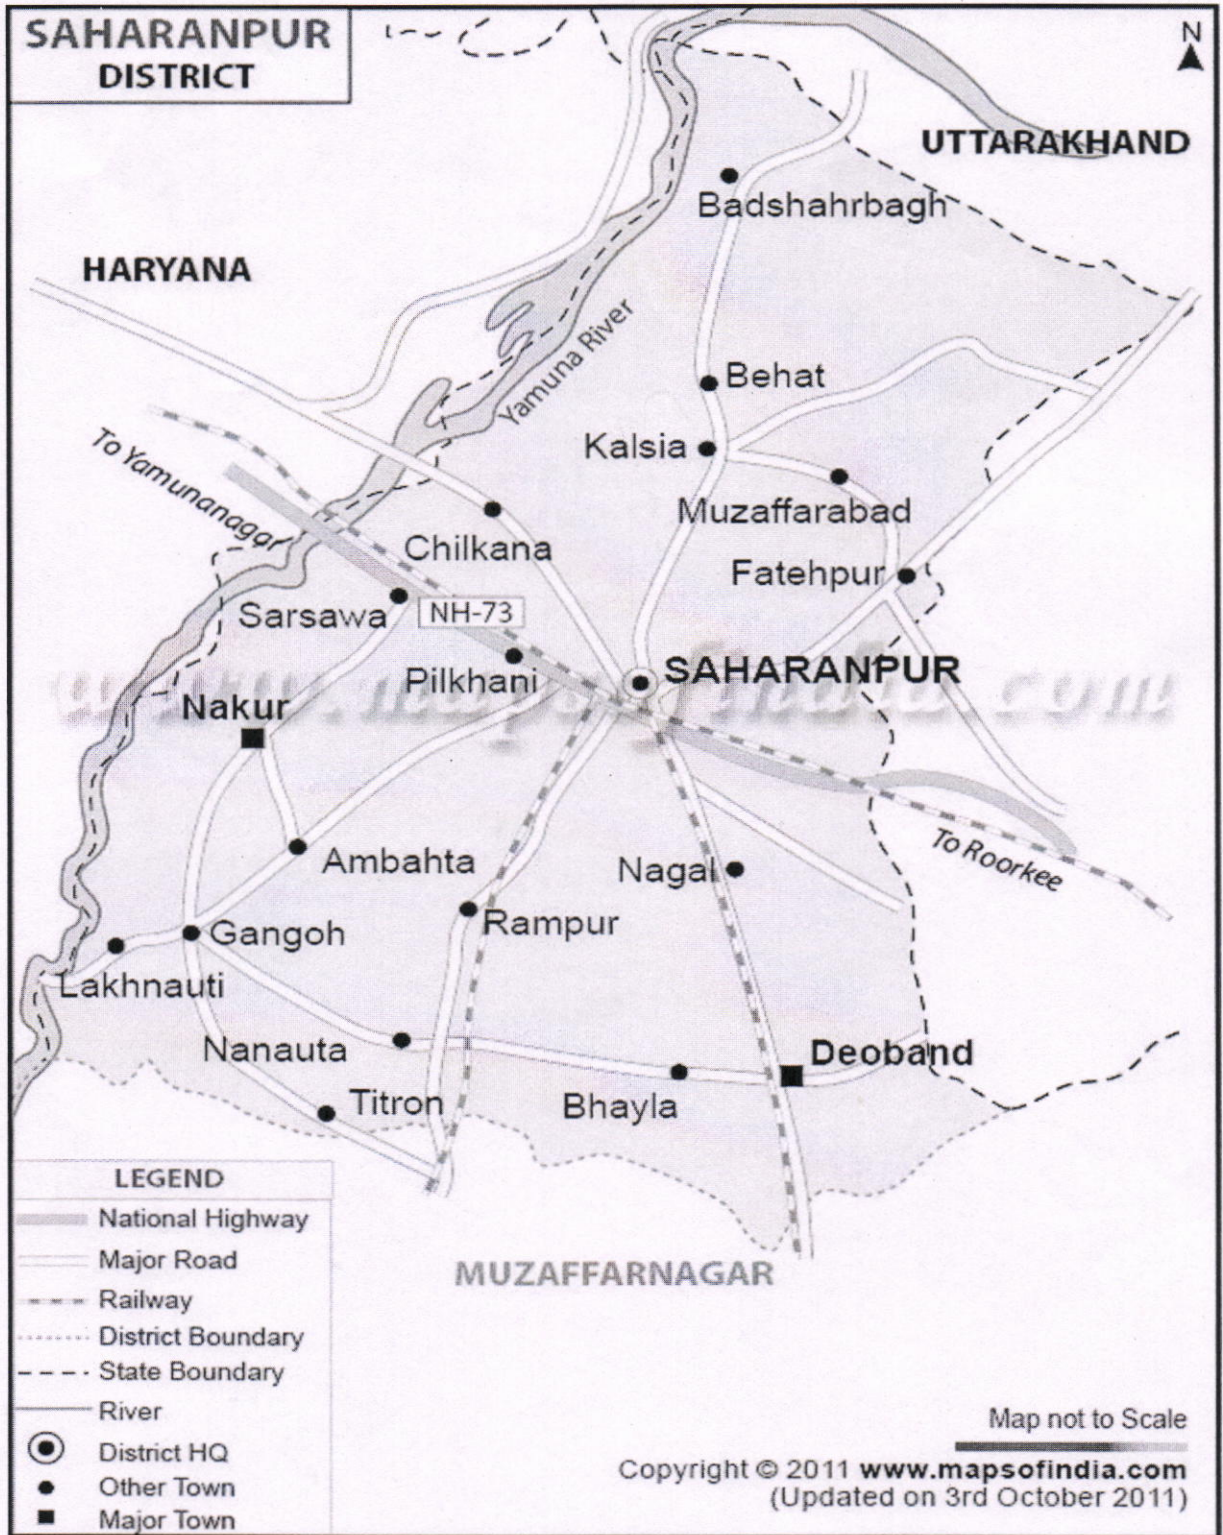 SAHARANPUR
DISTRICT
N
UTTARAKHAND
Badshahrbagh
HARYANA
Yamuna River
Behat
To Yamunanagar
Kalsia
Muzaffarabad
Chilkana
Fatehpur
Sarsawa
NH-73
SAHARANPUR
Pilkhani
www.mapsofindia.com
Nakur
Ambahta
Nagal
To Roorkee
Rampur
Gangoh
Lakhnauti
Nanauta
Deoband
Titron
Bhayla
MUZAFFARNAGAR
LEGEND
National Highway
Major Road
Railway
District Boundary
State Boundary
River
District HQ
Other Town
Major Town
Map not to Scale
Copyright © 2011 www.mapsofindia.com
(Updated on 3rd October 2011)